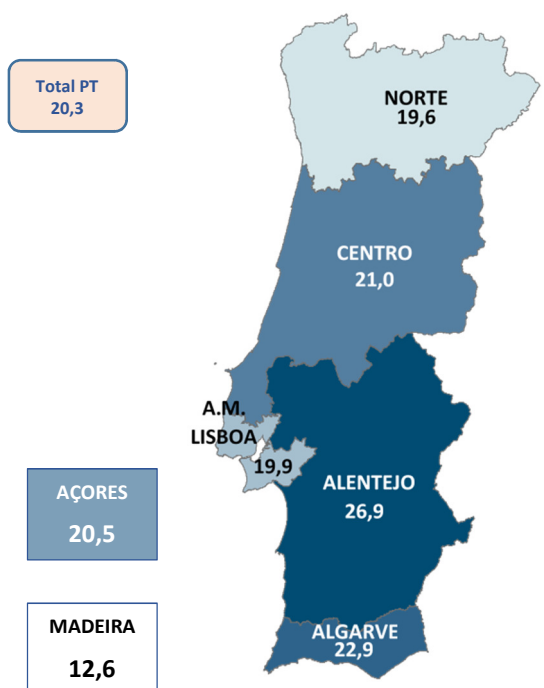 Total PT
20,3
NORTE
19,6
CENTRO
21,0
A.M.
LISBOA
19,9
ALENTEJO
26,9
AÇORES
20,5
ALGARVE
22,9
MADEIRA
12,6